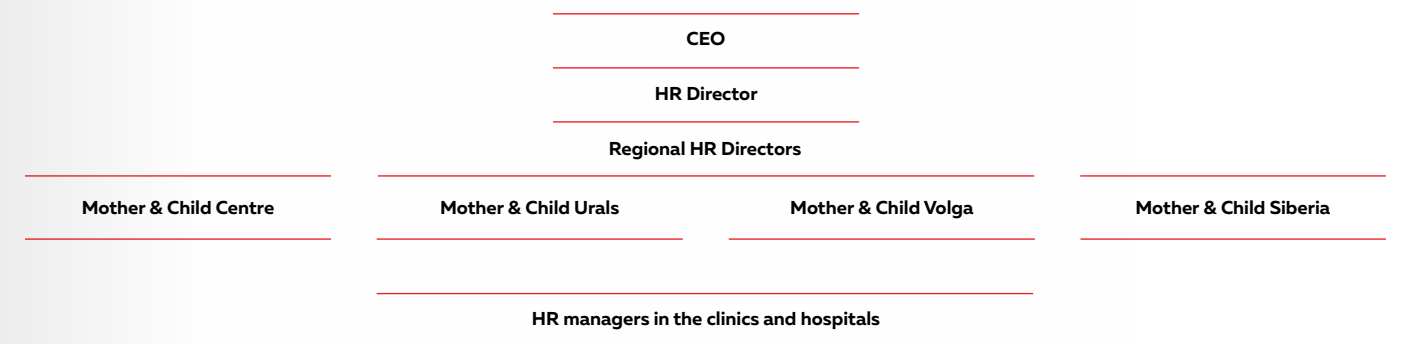 CEO
HR Director
Regional HR Directors
Mother & Child Centre
Mother & Child Urals
Mother & Child Volga
Mother & Child Siberia
HR managers in the clinics and hospitals